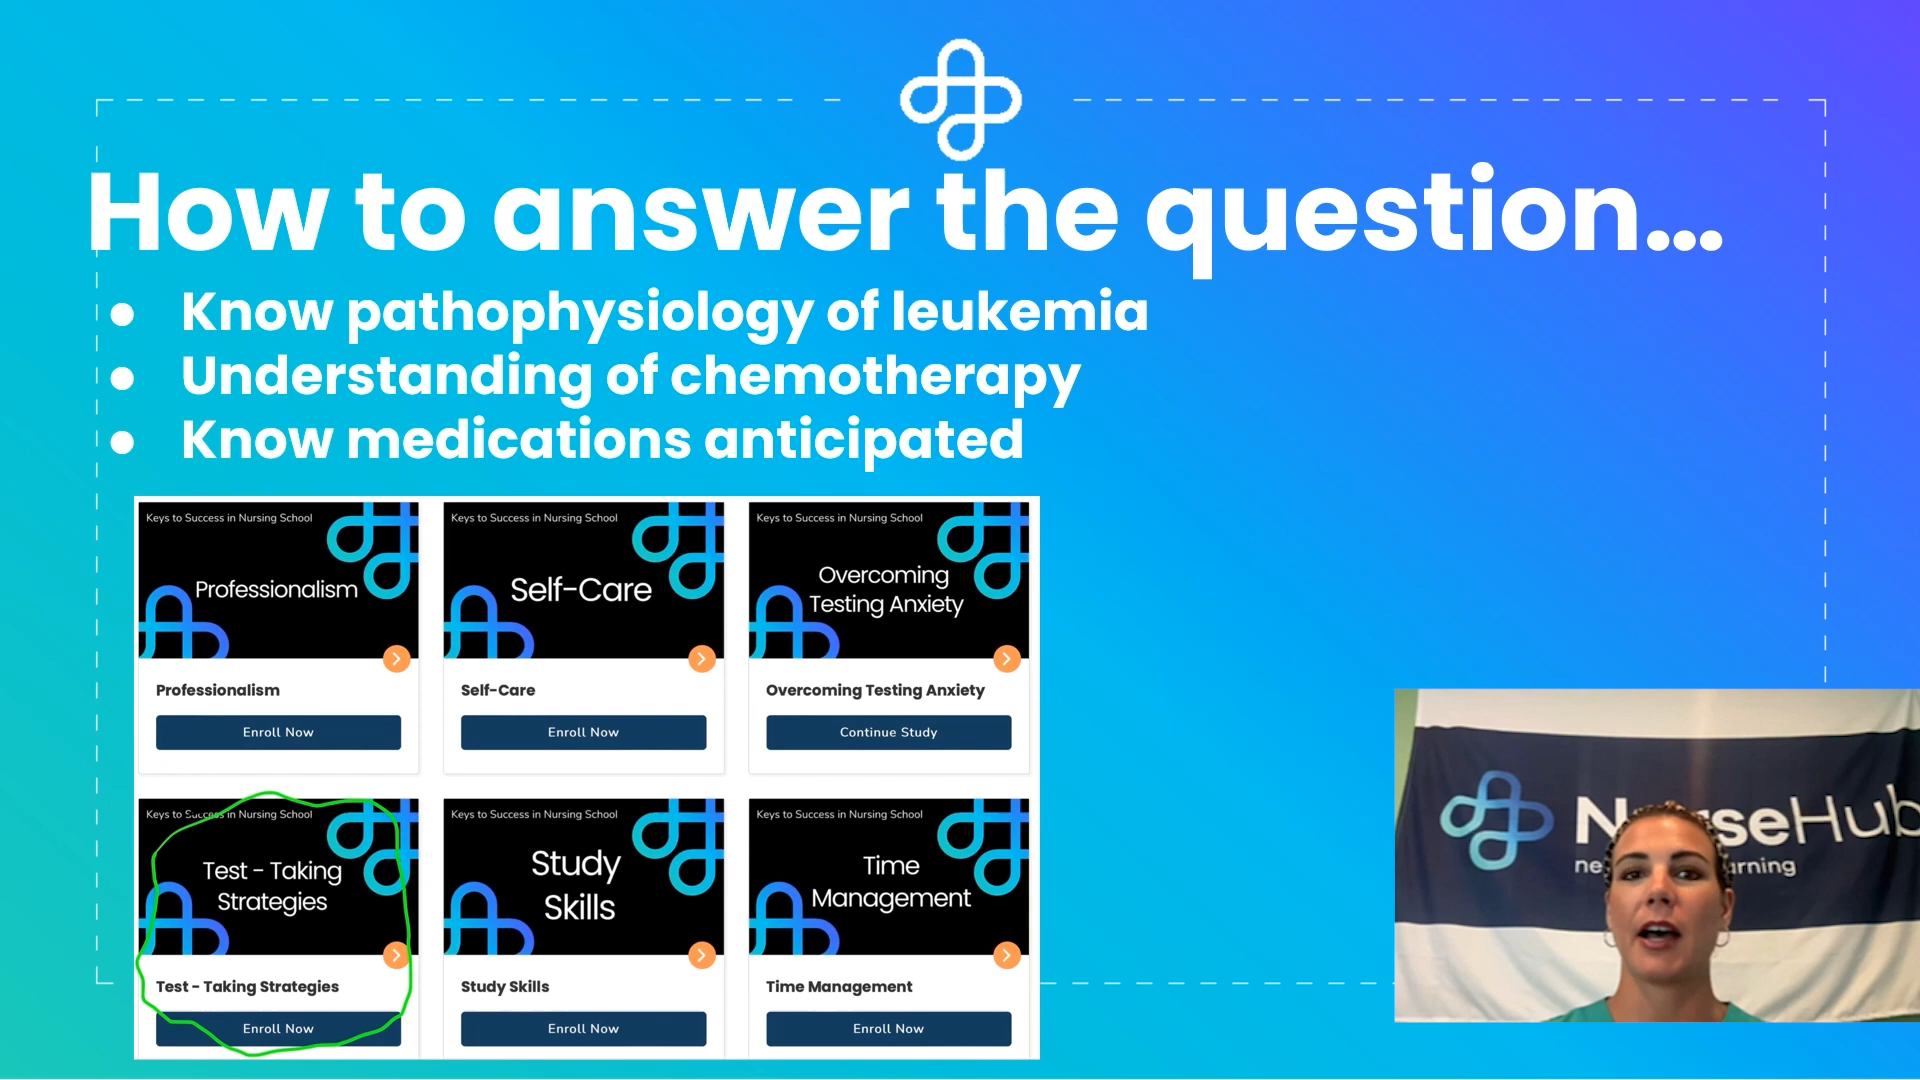 How to answer the question...
● Know pathophysiology of leukemia
● Understanding of chemotherapy
● Know medications anticipated
Keys to Success in Nursing School
Professionalism
Professionalism
Enroll Now
Keys to Success in Nursing School
Self-Care
Self-Care
Enroll Now
Keys to Success in Nursing School
Overcoming
Testing Anxiety
Overcoming Testing Anxiety
Continue Study
Keys to Success in Nursing School
Test - Taking
Strategies
Test - Taking Strategies
Enroll Now
Keys to Success in Nursing School
Study
Skills
Study Skills
Enroll Now
Keys to Success in Nursing School
Time
Management
Time Management
Enroll Now
NurseHub